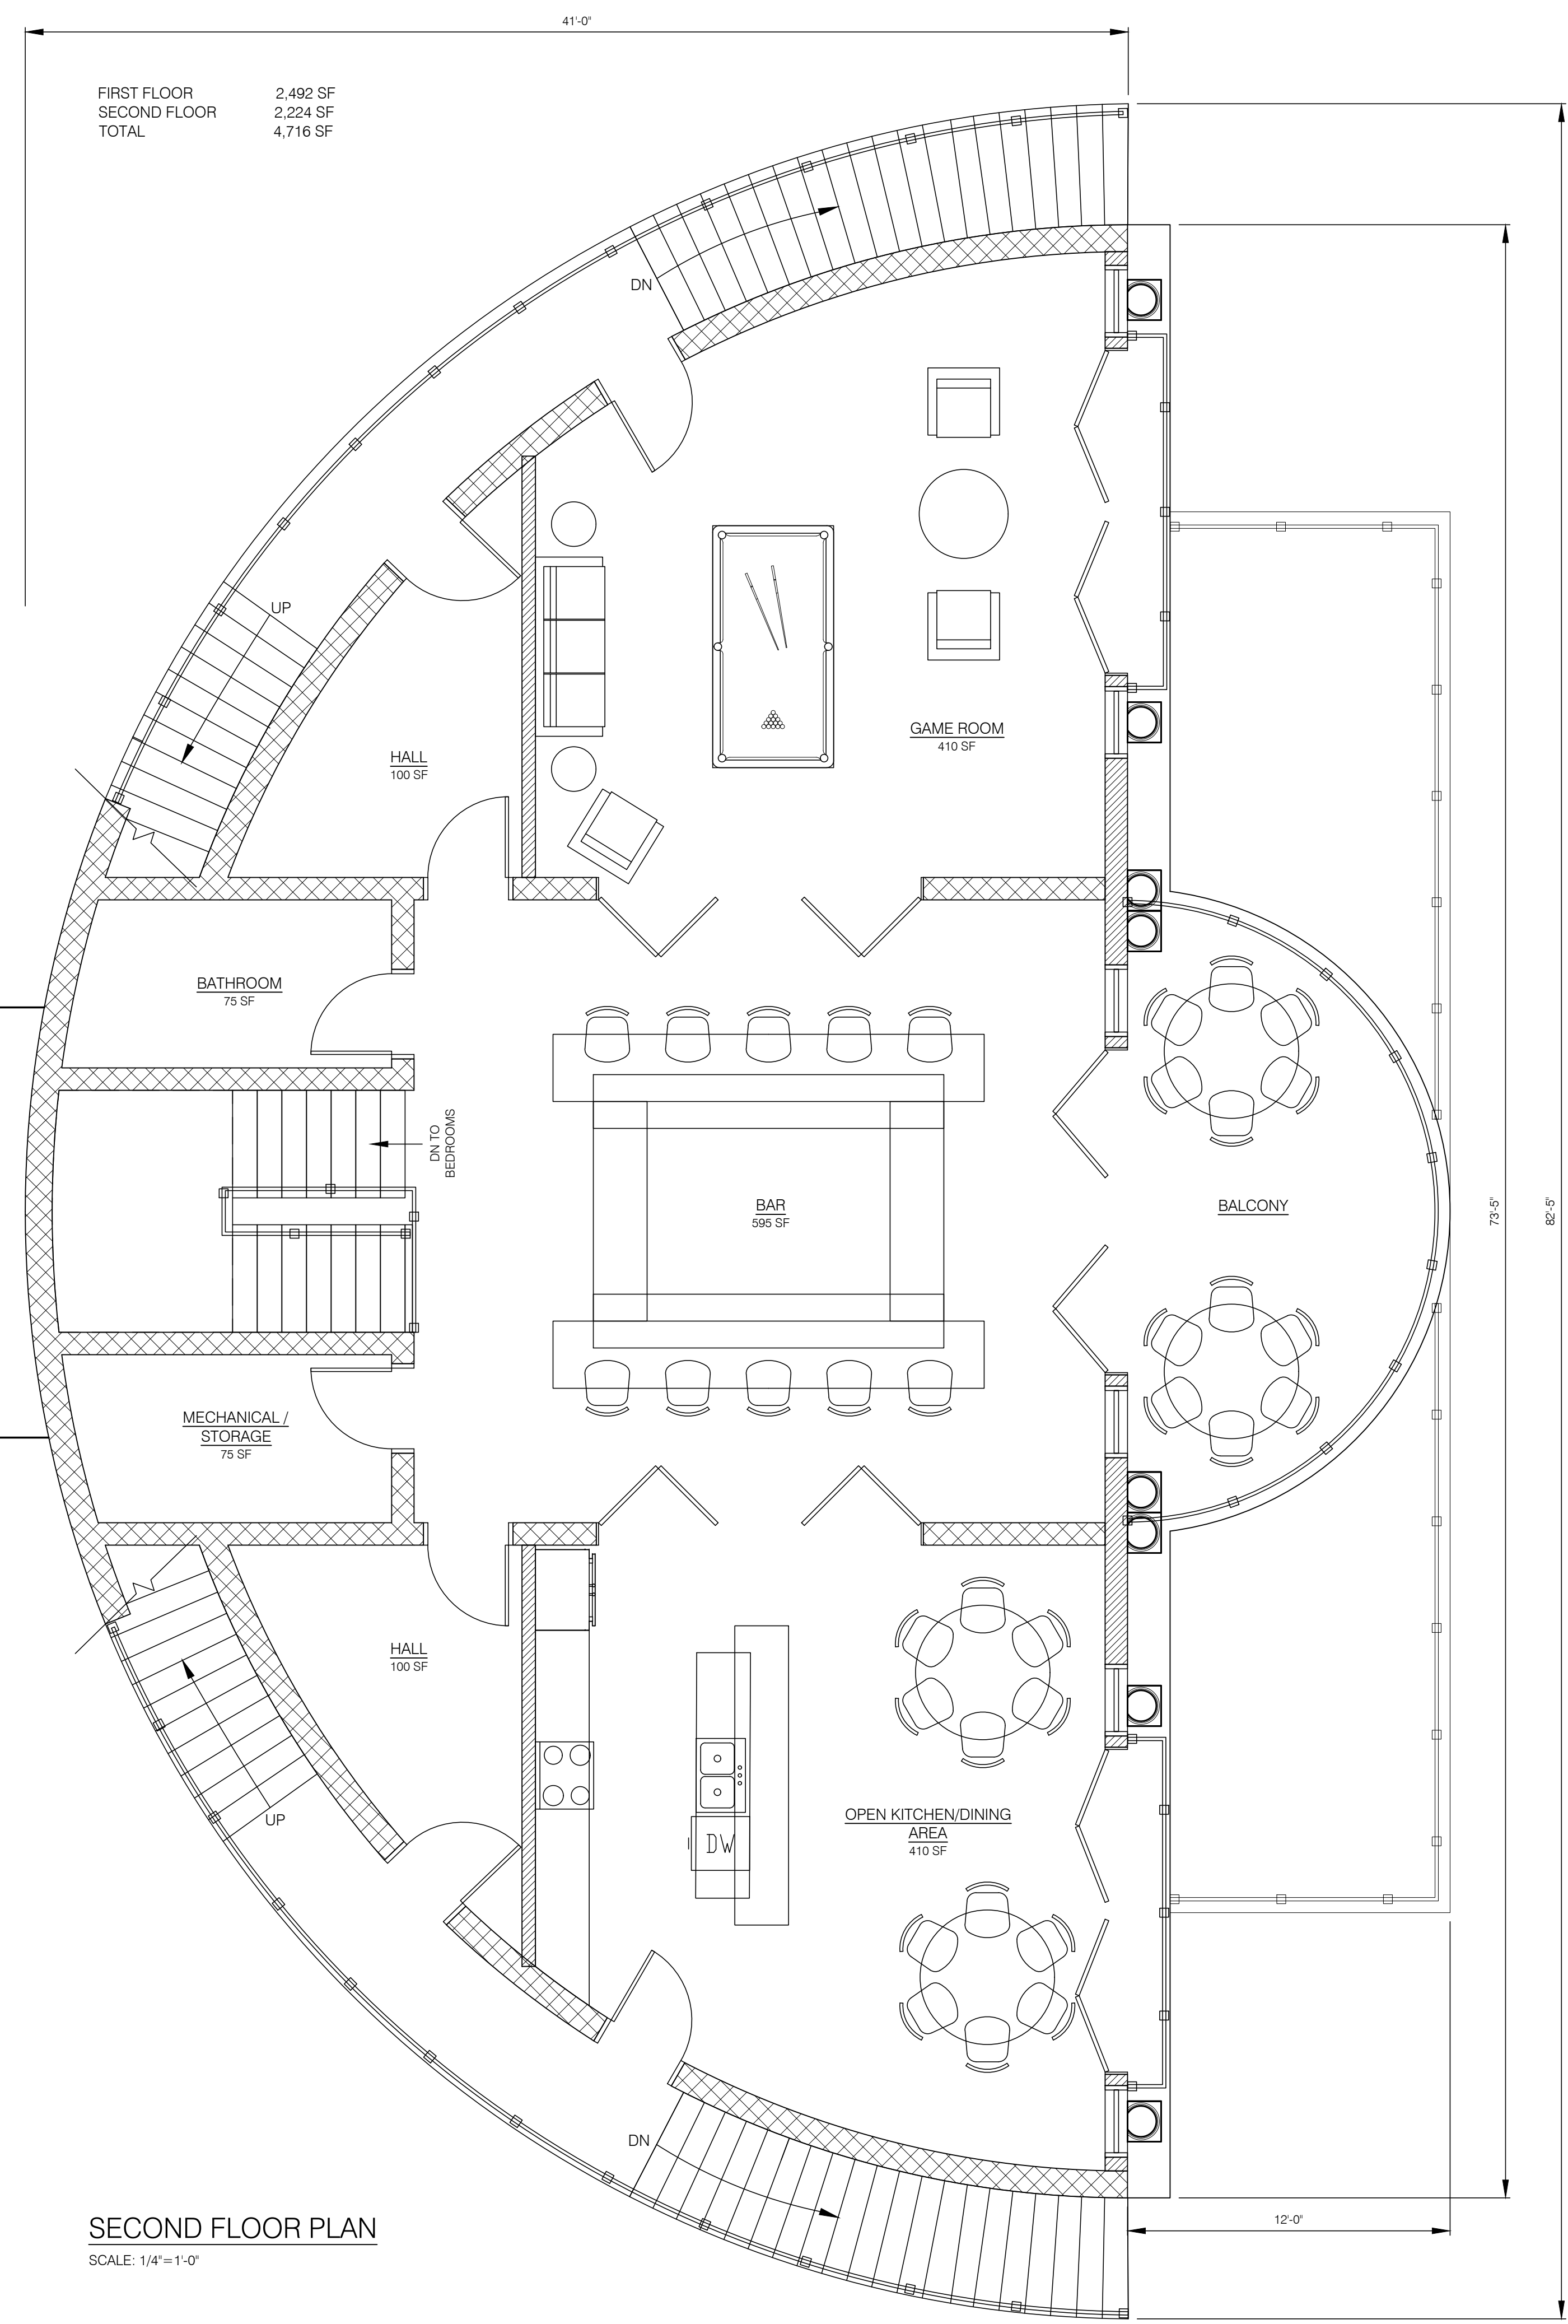 41'-0"
FIRST FLOOR 2,492 SF
SECOND FLOOR 2,224 SF
TOTAL 4,716 SF
DN
UP
HALL
100 SF
GAME ROOM
410 SF
BATHROOM
75 SF
DN TO
BEDROOMS
BAR
595 SF
BALCONY
73'-5"
82'-5"
MECHANICAL /
STORAGE
75 SF
HALL
100 SF
UP
DW
OPEN KITCHEN/DINING
AREA
410 SF
DN
12'-0"
SECOND FLOOR PLAN
SCALE: 1/4"=1'-0"